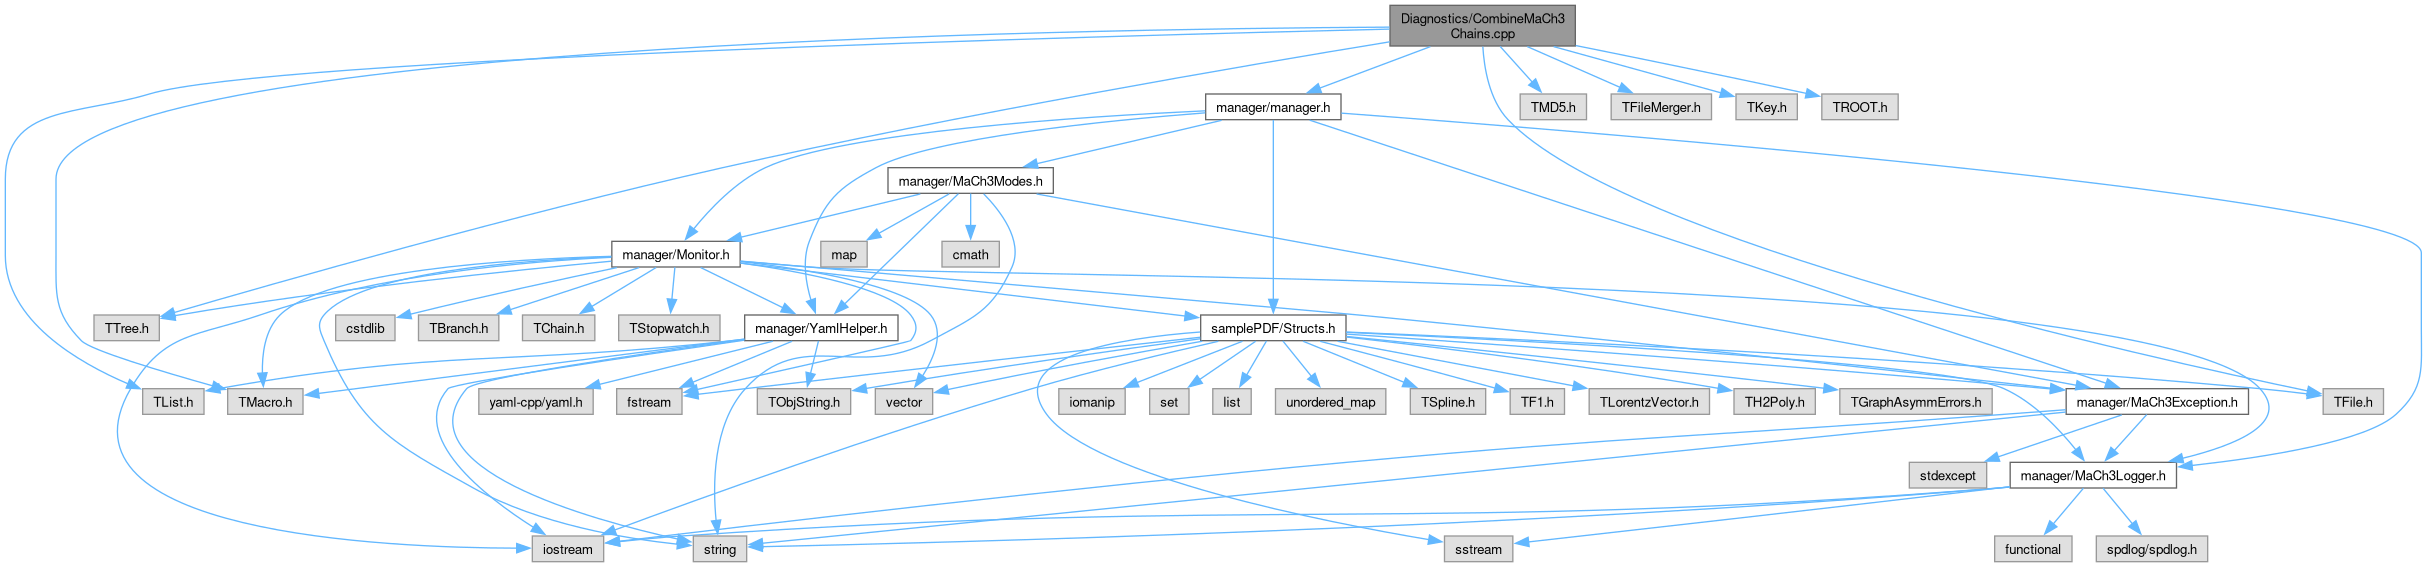 Diagnostics/CombineMaCh3
Chains.cpp
manager/manager.h
TMD5.h
TFileMerger.h
TKey.h
TROOT.h
manager/MaCh3Modes.h
manager/Monitor.h
map
cmath
TTree.h
cstdlib
TBranch.h
TChain.h
TStopwatch.h
manager/YamlHelper.h
samplePDF/Structs.h
TList.h
TMacro.h
yaml-cpp/yaml.h
fstream
TObjString.h
vector
iomanip
set
list
unordered_map
TSpline.h
TF1.h
TLorentzVector.h
TH2Poly.h
TGraphAsymmErrors.h
manager/MaCh3Exception.h
TFile.h
stdexcept
manager/MaCh3Logger.h
iostream
string
sstream
functional
spdlog/spdlog.h